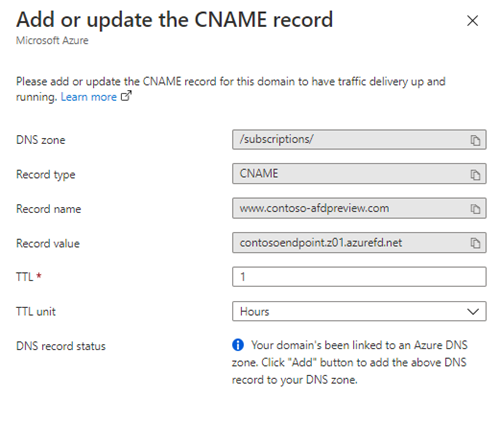 Add or update the CNAME record
Microsoft Azure
Please add or update the CNAME record for this domain to have traffic delivery up and
running. Learn more
DNS zone
/subscriptions/
Record type
CNAME
Record name
www.contoso-afdpreview.com
Record value
contosoendpoint.z01.azurefd.net
TTL *
1
TTL unit
Hours
DNS record status
Your domain's been linked to an Azure DNS
zone. Click "Add" button to add the above DNS
record to your DNS zone.